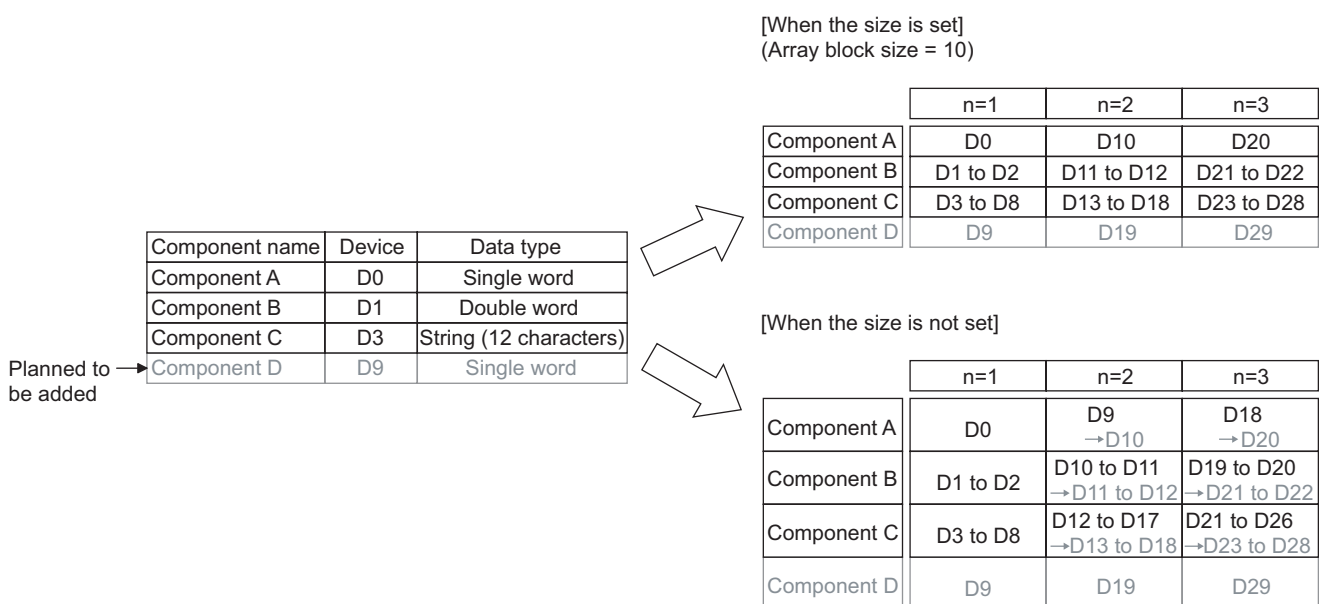 [When the size is set]
(Array block size = 10)
n=1 n=2 n=3
Component A D0 D10 D20
Component B D1 to D2 D11 to D12 D21 to D22
Component C D3 to D8 D13 to D18 D23 to D28
Component D D9 D19 D29
Component name Device Data type
Component A D0 Single word
Component B D1 Double word
Component C D3 String (12 characters)
Planned to be added → Component D D9 Single word
[When the size is not set]
n=1 n=2 n=3
Component A D0 D9 →D10 D18 →D20
Component B D1 to D2 D10 to D11 →D11 to D12 D19 to D20 →D21 to D22
Component C D3 to D8 D12 to D17 →D13 to D18 D21 to D26 →D23 to D28
Component D D9 D19 D29